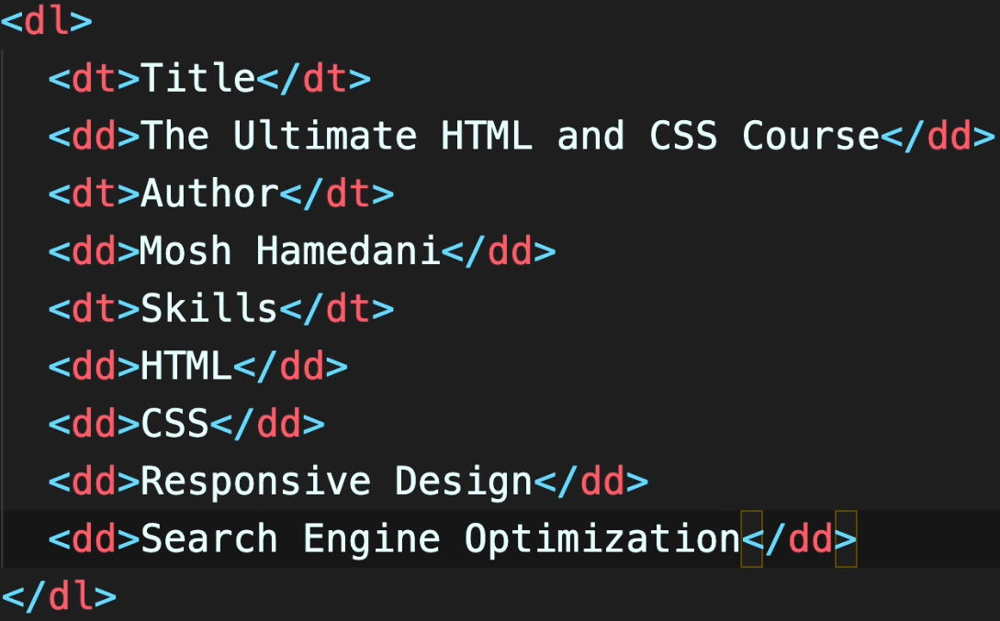 <dl>
<dt>Title</dt>
<dd>The Ultimate HTML and CSS Course</dd>
<dt>Author</dt>
<dd>Mosh Hamedani</dd>
<dt>Skills</dt>
<dd>HTML</dd>
<dd>CSS</dd>
<dd>Responsive Design</dd>
<dd>Search Engine Optimization</dd>
</dl>